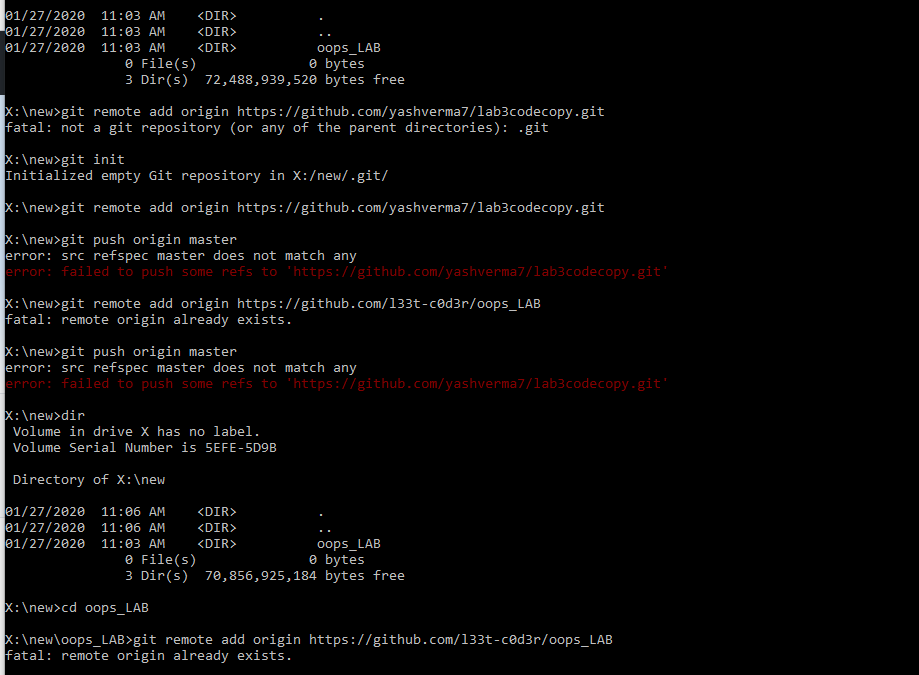 01/27/2020  11:03 AM    <DIR>          .
01/27/2020  11:03 AM    <DIR>          ..
01/27/2020  11:03 AM    <DIR>          oops_LAB
               0 File(s)              0 bytes
               3 Dir(s)  72,488,939,520 bytes free
X:\new>git remote add origin https://github.com/yashverma7/lab3codecopy.git
fatal: not a git repository (or any of the parent directories): .git
X:\new>git init
Initialized empty Git repository in X:/new/.git/
X:\new>git remote add origin https://github.com/yashverma7/lab3codecopy.git
X:\new>git push origin master
error: src refspec master does not match any
error: failed to push some refs to 'https://github.com/yashverma7/lab3codecopy.git'
X:\new>git remote add origin https://github.com/l33t-c0d3r/oops_LAB
fatal: remote origin already exists.
X:\new>git push origin master
error: src refspec master does not match any
error: failed to push some refs to 'https://github.com/yashverma7/lab3codecopy.git'
X:\new>dir
 Volume in drive X has no label.
 Volume Serial Number is 5EFE-5D9B
 Directory of X:\new
01/27/2020  11:06 AM    <DIR>          .
01/27/2020  11:06 AM    <DIR>          ..
01/27/2020  11:03 AM    <DIR>          oops_LAB
               0 File(s)              0 bytes
               3 Dir(s)  70,856,925,184 bytes free
X:\new>cd oops_LAB
X:\new\oops_LAB>git remote add origin https://github.com/l33t-c0d3r/oops_LAB
fatal: remote origin already exists.